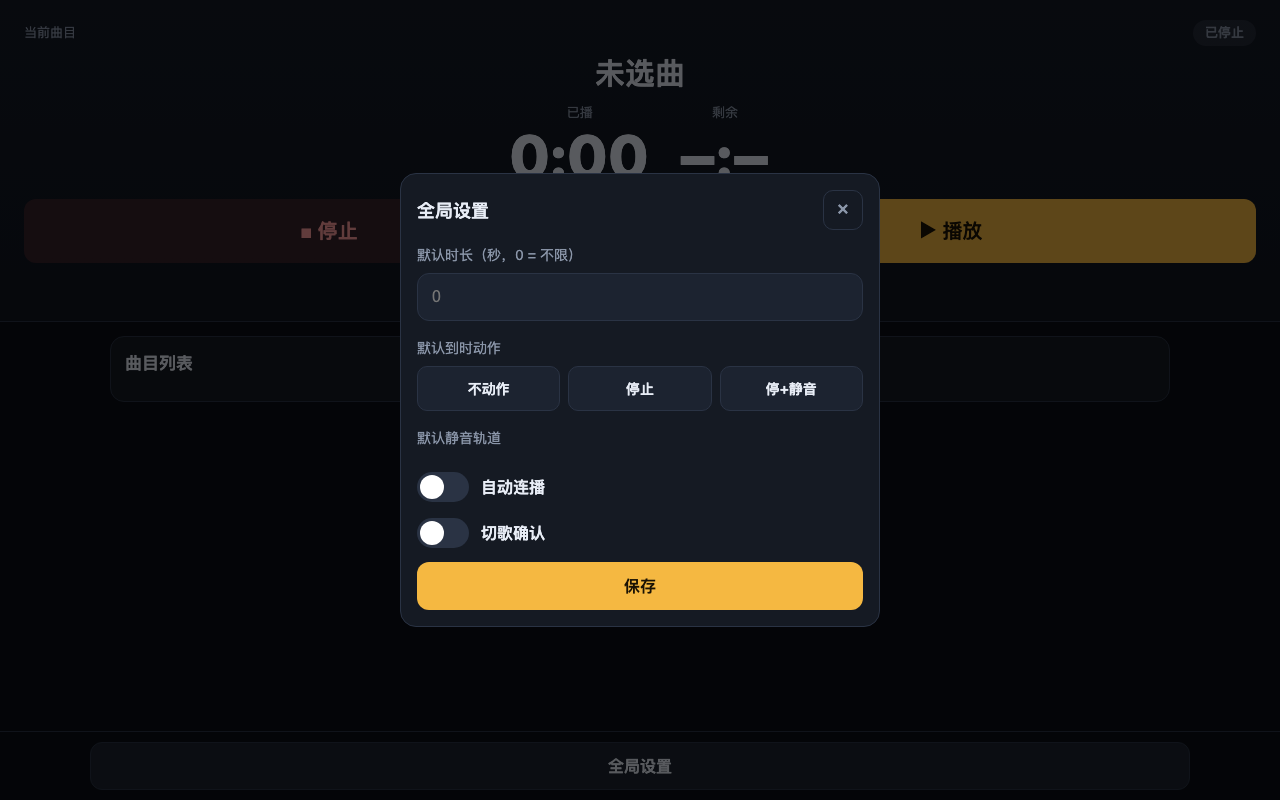 当前曲目
已停止
未选曲
已播 剩余
0:00 –:–
■ 停止 ▶ 播放
全局设置
×
默认时长（秒，0 = 不限）
0
曲目列表
默认到时动作
不动作 停止 停+静音
默认静音轨道
自动连播
切歌确认
保存
全局设置